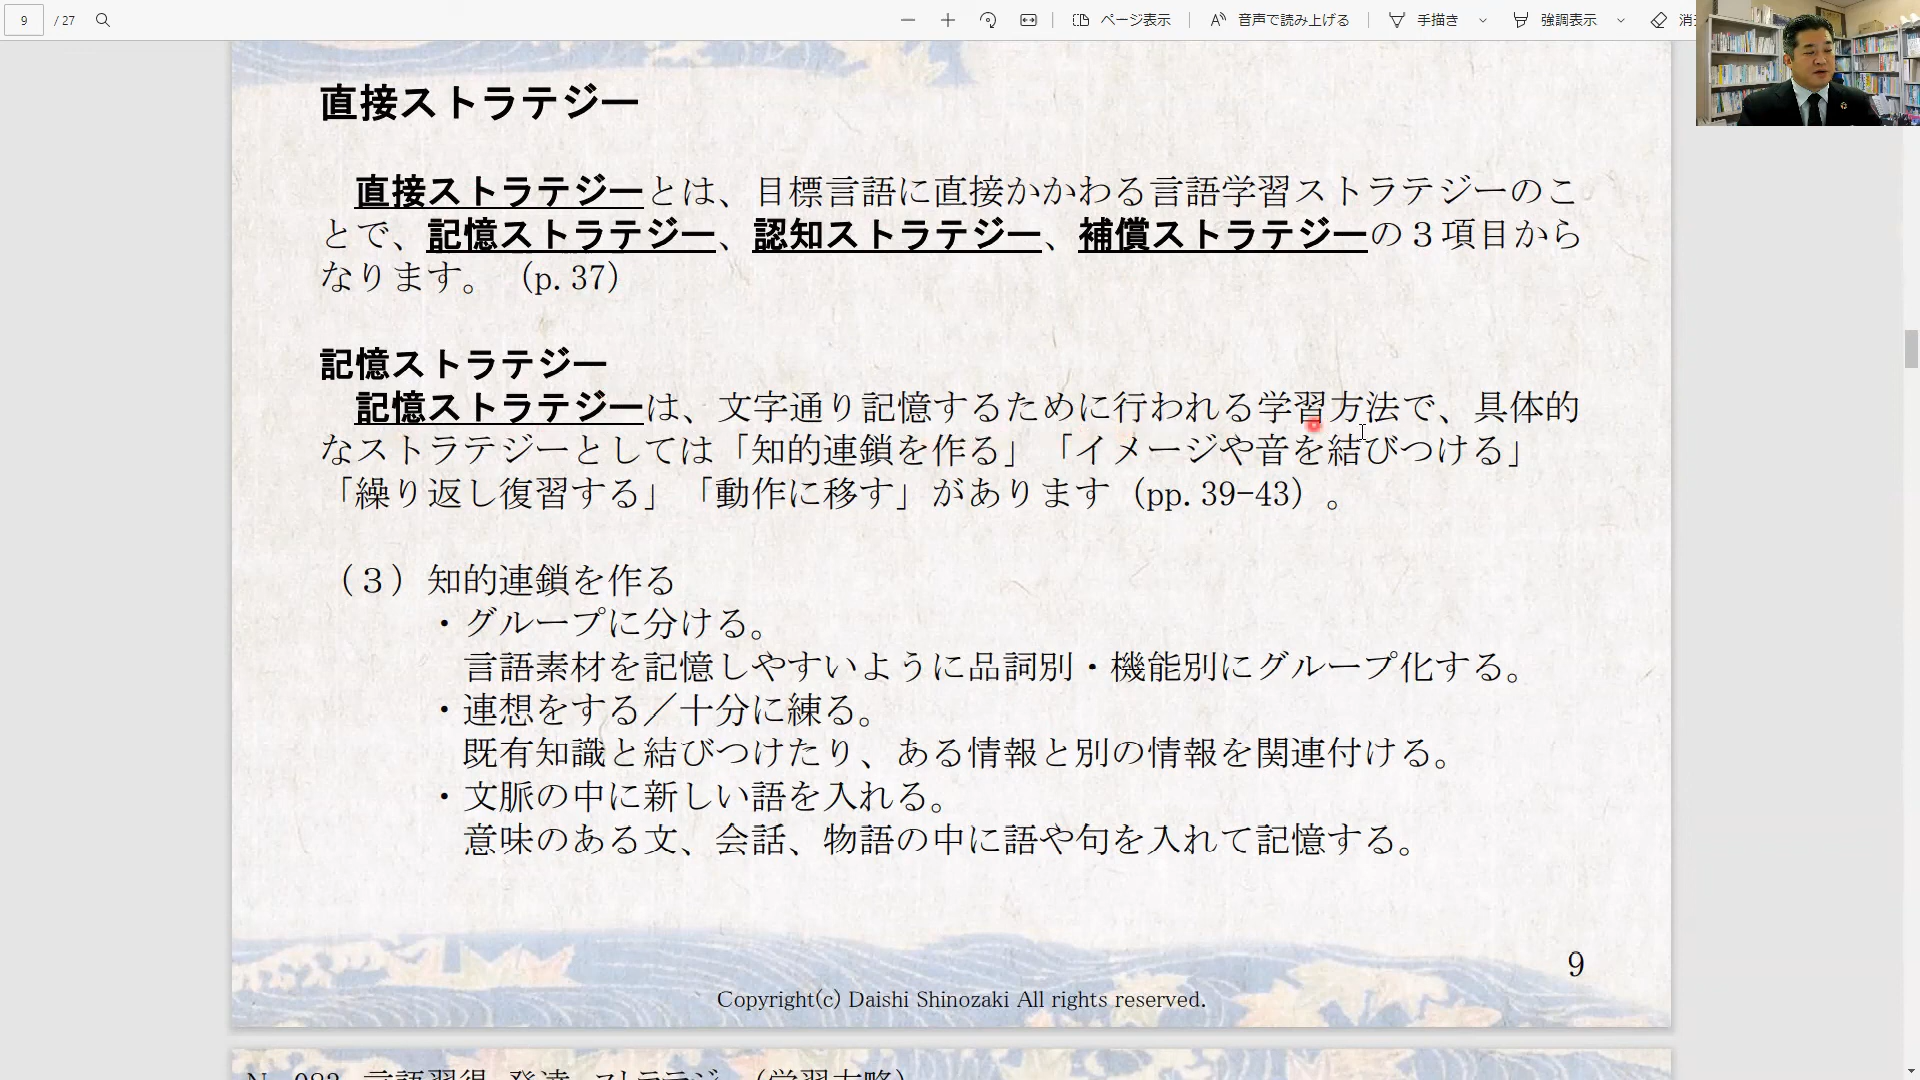 9 / 27
ページ表示
音声で読み上げる
手描き
強調表示
直接ストラテジー
直接ストラテジーとは、目標言語に直接かかわる言語学習ストラテジーのこ
とで、記憶ストラテジー、認知ストラテジー、補償ストラテジーの３項目から
なります。（p.37）
記憶ストラテジー
記憶ストラテジーは、文字通り記憶するために行われる学習方法で、具体的
なストラテジーとしては「知的連鎖を作る」「イメージや音を結びつける」
「繰り返し復習する」「動作に移す」があります（pp.39-43）。
（３）知的連鎖を作る
・グループに分ける。
言語素材を記憶しやすいように品詞別・機能別にグループ化する。
・連想をする／十分に練る。
既有知識と結びつけたり、ある情報と別の情報を関連付ける。
・文脈の中に新しい語を入れる。
意味のある文、会話、物語の中に語や句を入れて記憶する。
9
Copyright(c) Daishi Shinozaki All rights reserved.